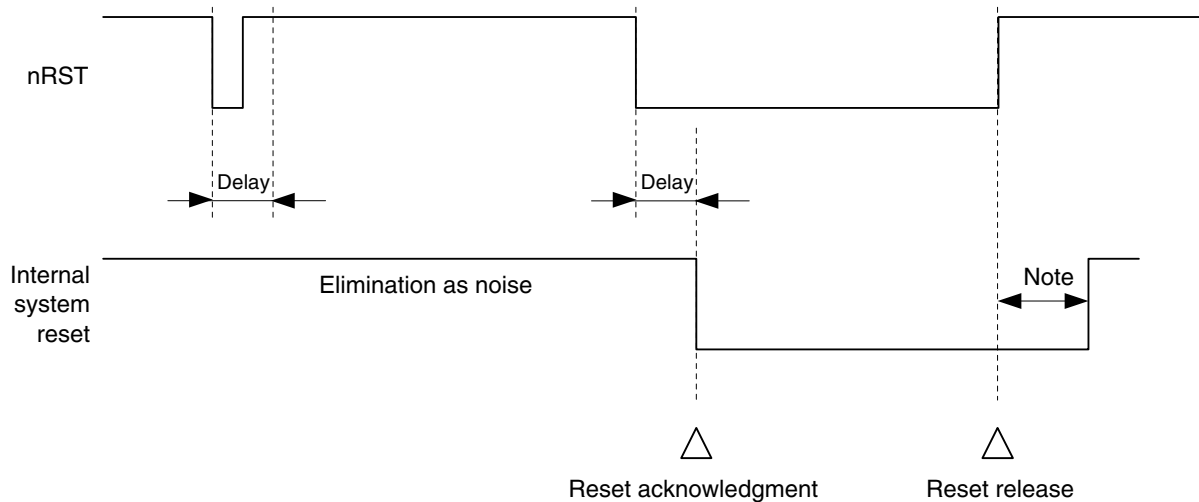 nRST
Delay
Delay
Internal
system
reset
Elimination as noise
Note
Reset acknowledgment
Reset release